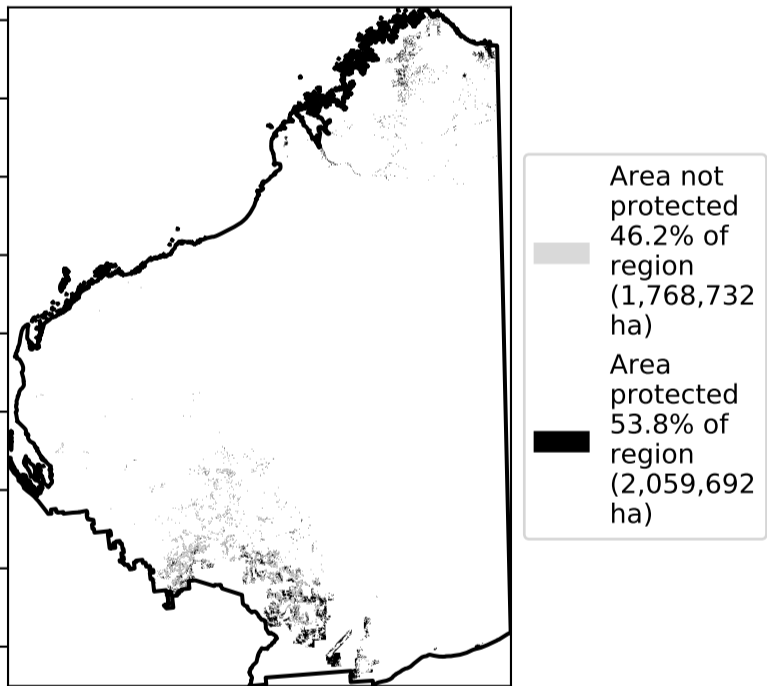 Area not
protected
46.2% of
region
(1,768,732
ha)
Area
protected
53.8% of
region
(2,059,692
ha)